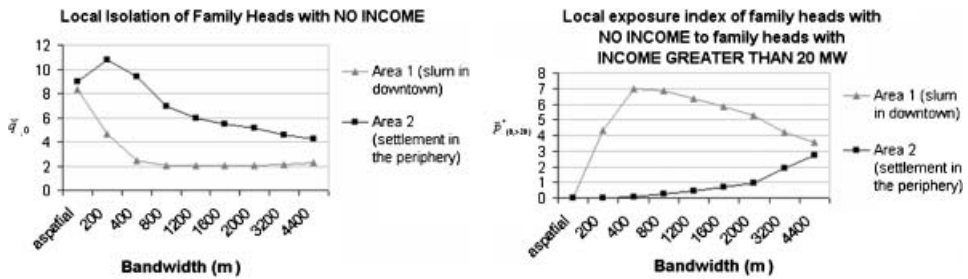 Local Isolation of Family Heads with NO INCOME
12
10
8
6
4
2
0
aspatial
200
400
800
1200
1600
2000
3200
4400
Bandwidth (m)
Area 1 (slum in
downtown)
Area 2
(settlement in
the periphery)
Local exposure index of family heads with
NO INCOME to family heads with
INCOME GREATER THAN 20 MW
8
7
6
5
4
3
2
1
0
aspatial
200
400
800
1200
1600
2000
3200
4400
Bandwidth (m)
Area 1 (slum
in downtown)
Area 2
(settlement in
the periphery)